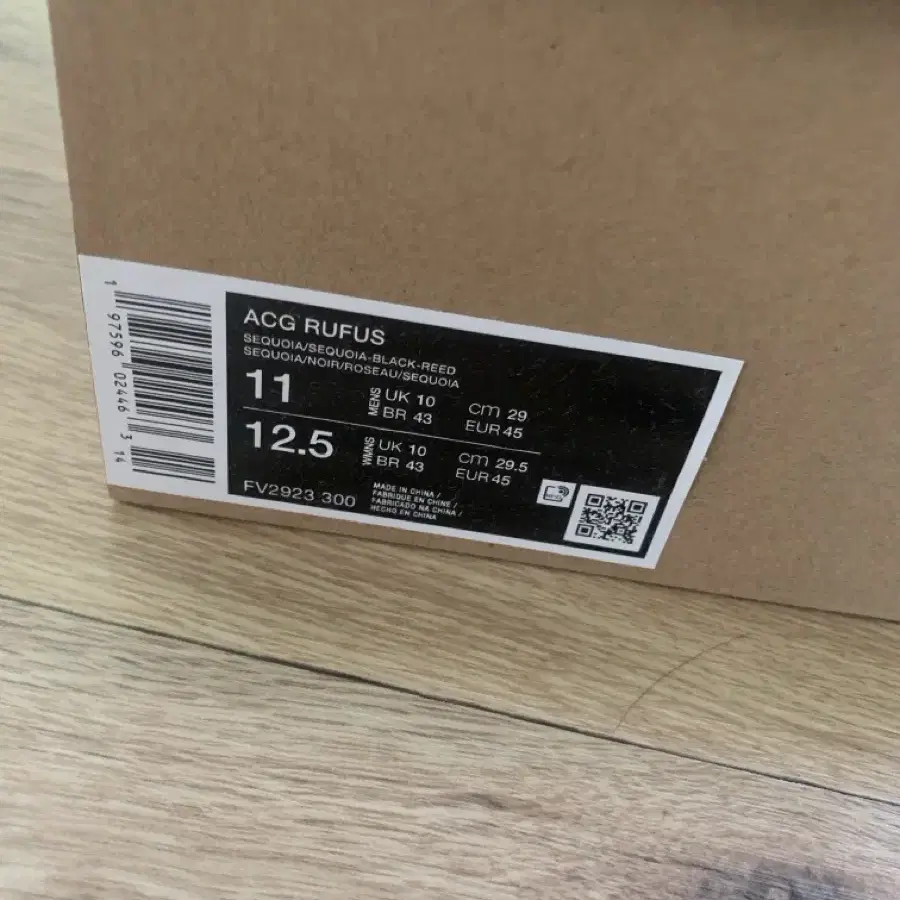 ACG RUFUS
SEQUOIA/SEQUOIA-BLACK-REED
SEQUOIA/NOIR/ROSEAU/SEQUOIA
11 MENS UK 10 CM 29
BR 43 EUR 45
12.5 WMNS UK 10 CM 29.5
BR 43 EUR 45
FV2923 300
MADE IN CHINA /
FABRIQUE EN CHINE /
FABRICADO NA CHINA /
HECHO EN CHINA
1 97596 02446 3 14